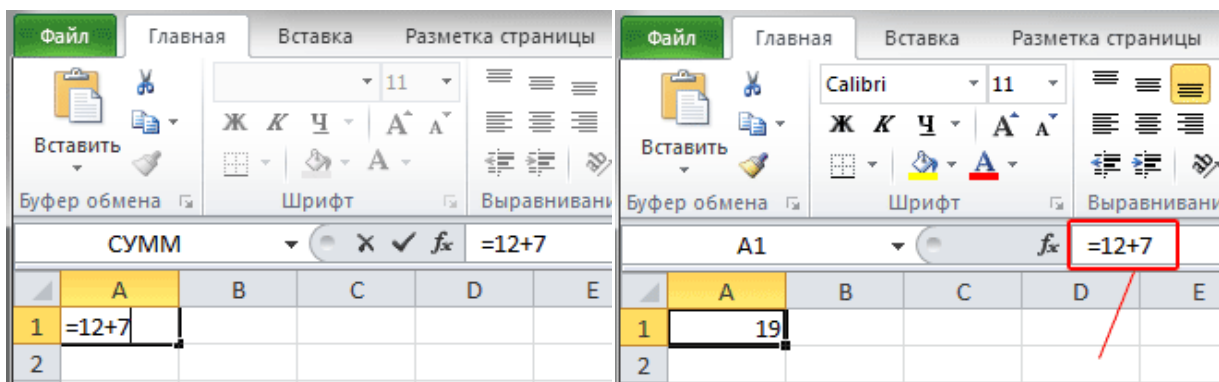 Файл Главная Вставка Разметка страницы
11
Ж К Ч A A
Вставить
A
Буфер обмена Шрифт Выравнивани
СУММ fx =12+7
A B C D E
1 =12+7
2
Файл Главная Вставка Разметка страницы
Calibri 11
Ж К Ч A A
Вставить
A
Буфер обмена Шрифт Выравнивани
A1 fx =12+7
A B C D E
1 19
2